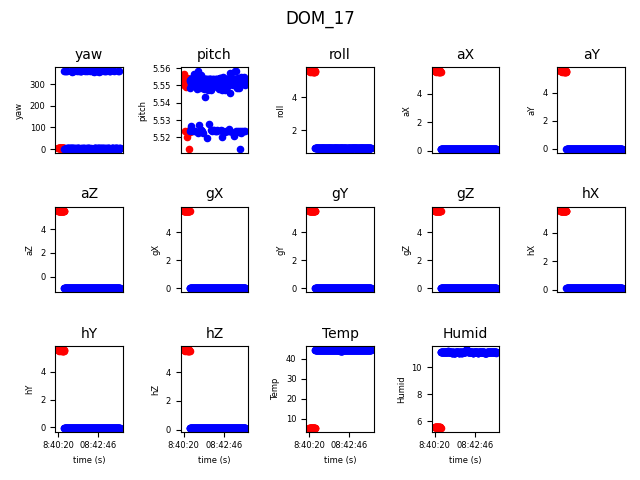 DOM_17
yaw pitch roll aX aY
yaw 300 200 100 0
pitch 5.56 5.55 5.54 5.53 5.52
roll 4 2
aX 4 2 0
aY 4 2 0
aZ gX gY gZ hX
aZ 4 2 0
gX 4 2 0
gY 4 2 0
gZ 4 2 0
hX 4 2 0
hY hZ Temp Humid
hY 4 2 0
hZ 4 2 0
Temp 40 30 20 10
Humid 10 8 6
8:40:20 08:42:46 8:40:20 08:42:46 8:40:20 08:42:46 8:40:20 08:42:46
time (s) time (s) time (s) time (s)